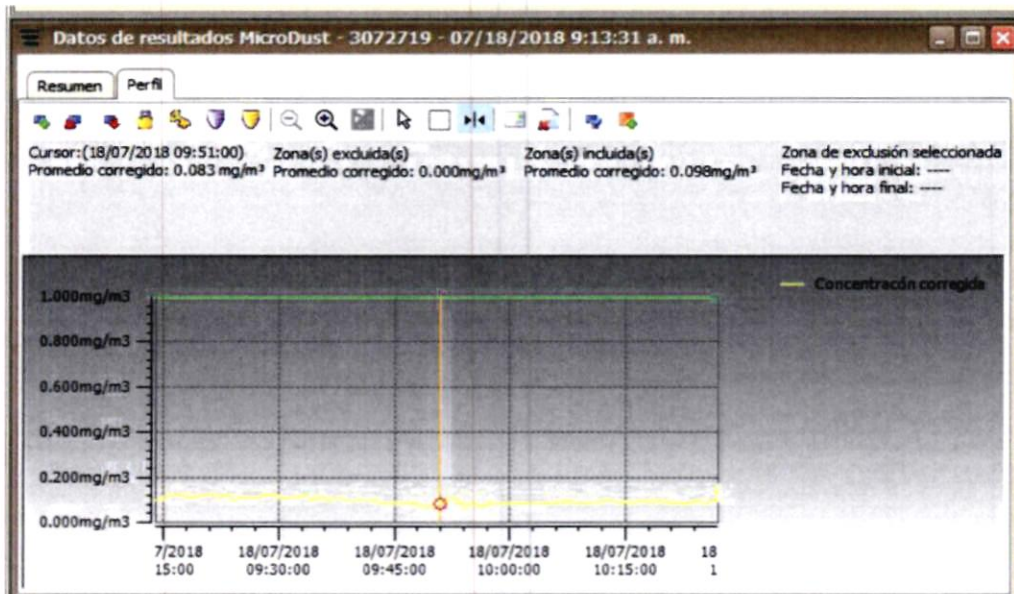 Datos de resultados MicroDust - 3072719 - 07/18/2018 9:13:31 a. m.
Resumen Perfil
Cursor:(18/07/2018 09:51:00) Zona(s) excluida(s) Zona(s) incluida(s) Zona de exclusión seleccionada
Promedio corregido: 0.083 mg/m³ Promedio corregido: 0.000mg/m³ Promedio corregido: 0.098mg/m³ Fecha y hora inicial: ----
Fecha y hora final: ----
Concentracón corregida
1.000mg/m3
0.800mg/m3
0.600mg/m3
0.400mg/m3
0.200mg/m3
0.000mg/m3
7/2018 18/07/2018 18/07/2018 18/07/2018 18/07/2018 18
15:00 09:30:00 09:45:00 10:00:00 10:15:00 1